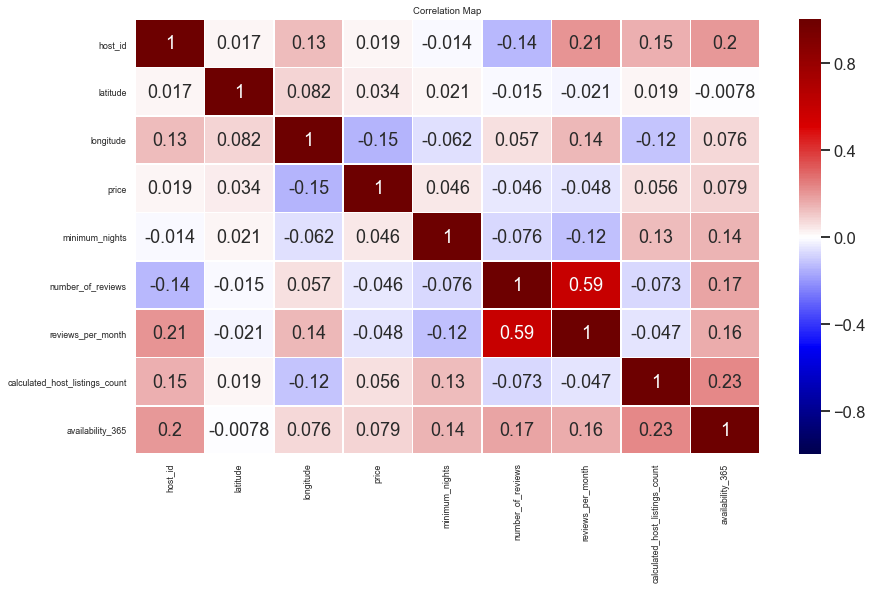 Correlation Map
host_id 1 0.017 0.13 0.019 -0.014 -0.14 0.21 0.15 0.2
latitude 0.017 1 0.082 0.034 0.021 -0.015 -0.021 0.019 -0.0078
longitude 0.13 0.082 1 -0.15 -0.062 0.057 0.14 -0.12 0.076
price 0.019 0.034 -0.15 1 0.046 -0.046 -0.048 0.056 0.079
minimum_nights -0.014 0.021 -0.062 0.046 1 -0.076 -0.12 0.13 0.14
number_of_reviews -0.14 -0.015 0.057 -0.046 -0.076 1 0.59 -0.073 0.17
reviews_per_month 0.21 -0.021 0.14 -0.048 -0.12 0.59 1 -0.047 0.16
calculated_host_listings_count 0.15 0.019 -0.12 0.056 0.13 -0.073 -0.047 1 0.23
availability_365 0.2 -0.0078 0.076 0.079 0.14 0.17 0.16 0.23 1
host_id
latitude
longitude
price
minimum_nights
number_of_reviews
reviews_per_month
calculated_host_listings_count
availability_365
0.8
0.4
0.0
−0.4
−0.8